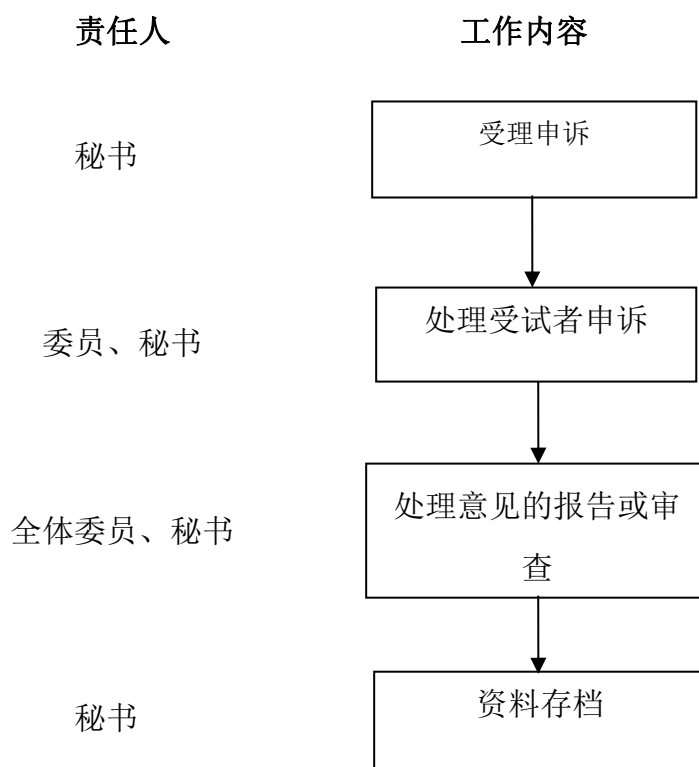 责任人 工作内容
秘书 受理申诉
委员、秘书 处理受试者申诉
全体委员、秘书 处理意见的报告或审
查
秘书 资料存档